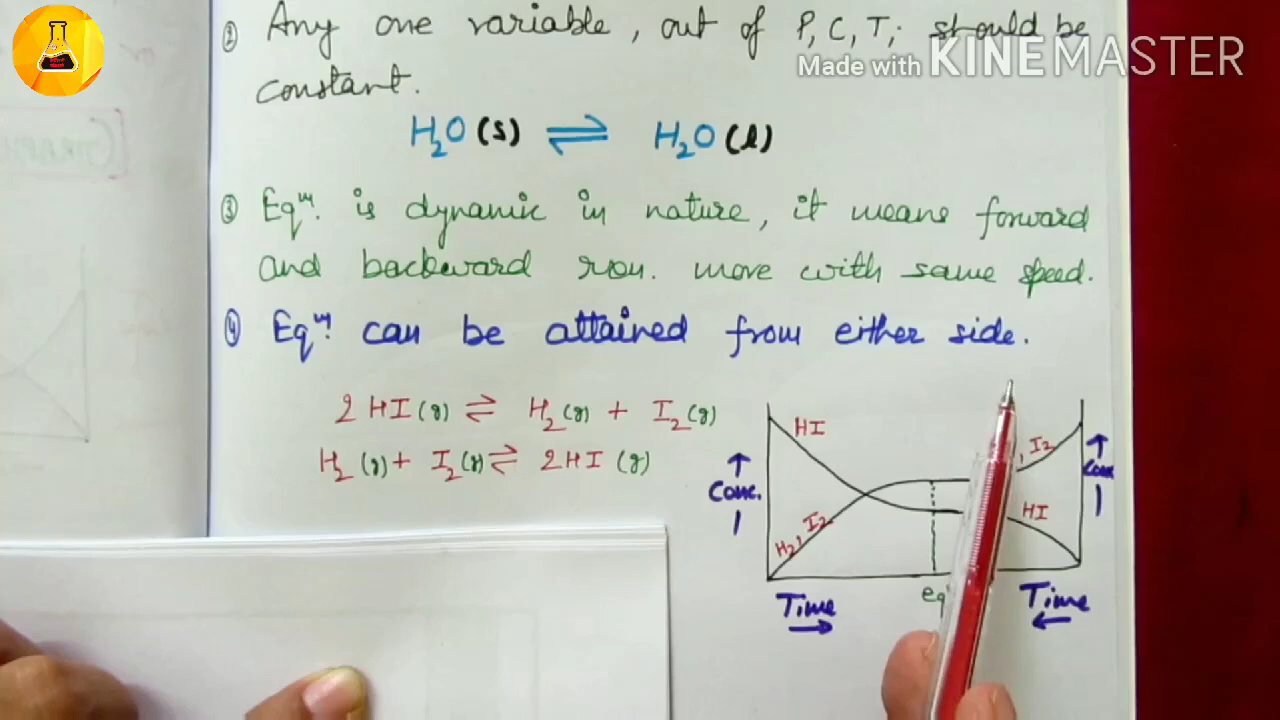 ② Any one variable, out of P, C, T, should be
Made with KINEMASTER
constant.
H₂O (s) ⇌ H₂O (l)
③ Eqᵐ. is dynamic in nature, it means forward
and backward rxn. move with same speed.
④ Eqᵐ. can be attained from either side.
2 HI (g) ⇌ H₂ (g) + I₂ (g)
H₂ (g) + I₂ (g) ⇌ 2HI (g)
HI
, I₂
↑
Conc.
↑
Conc.
H₂, I₂
HI
eq
Time
→
Time
←